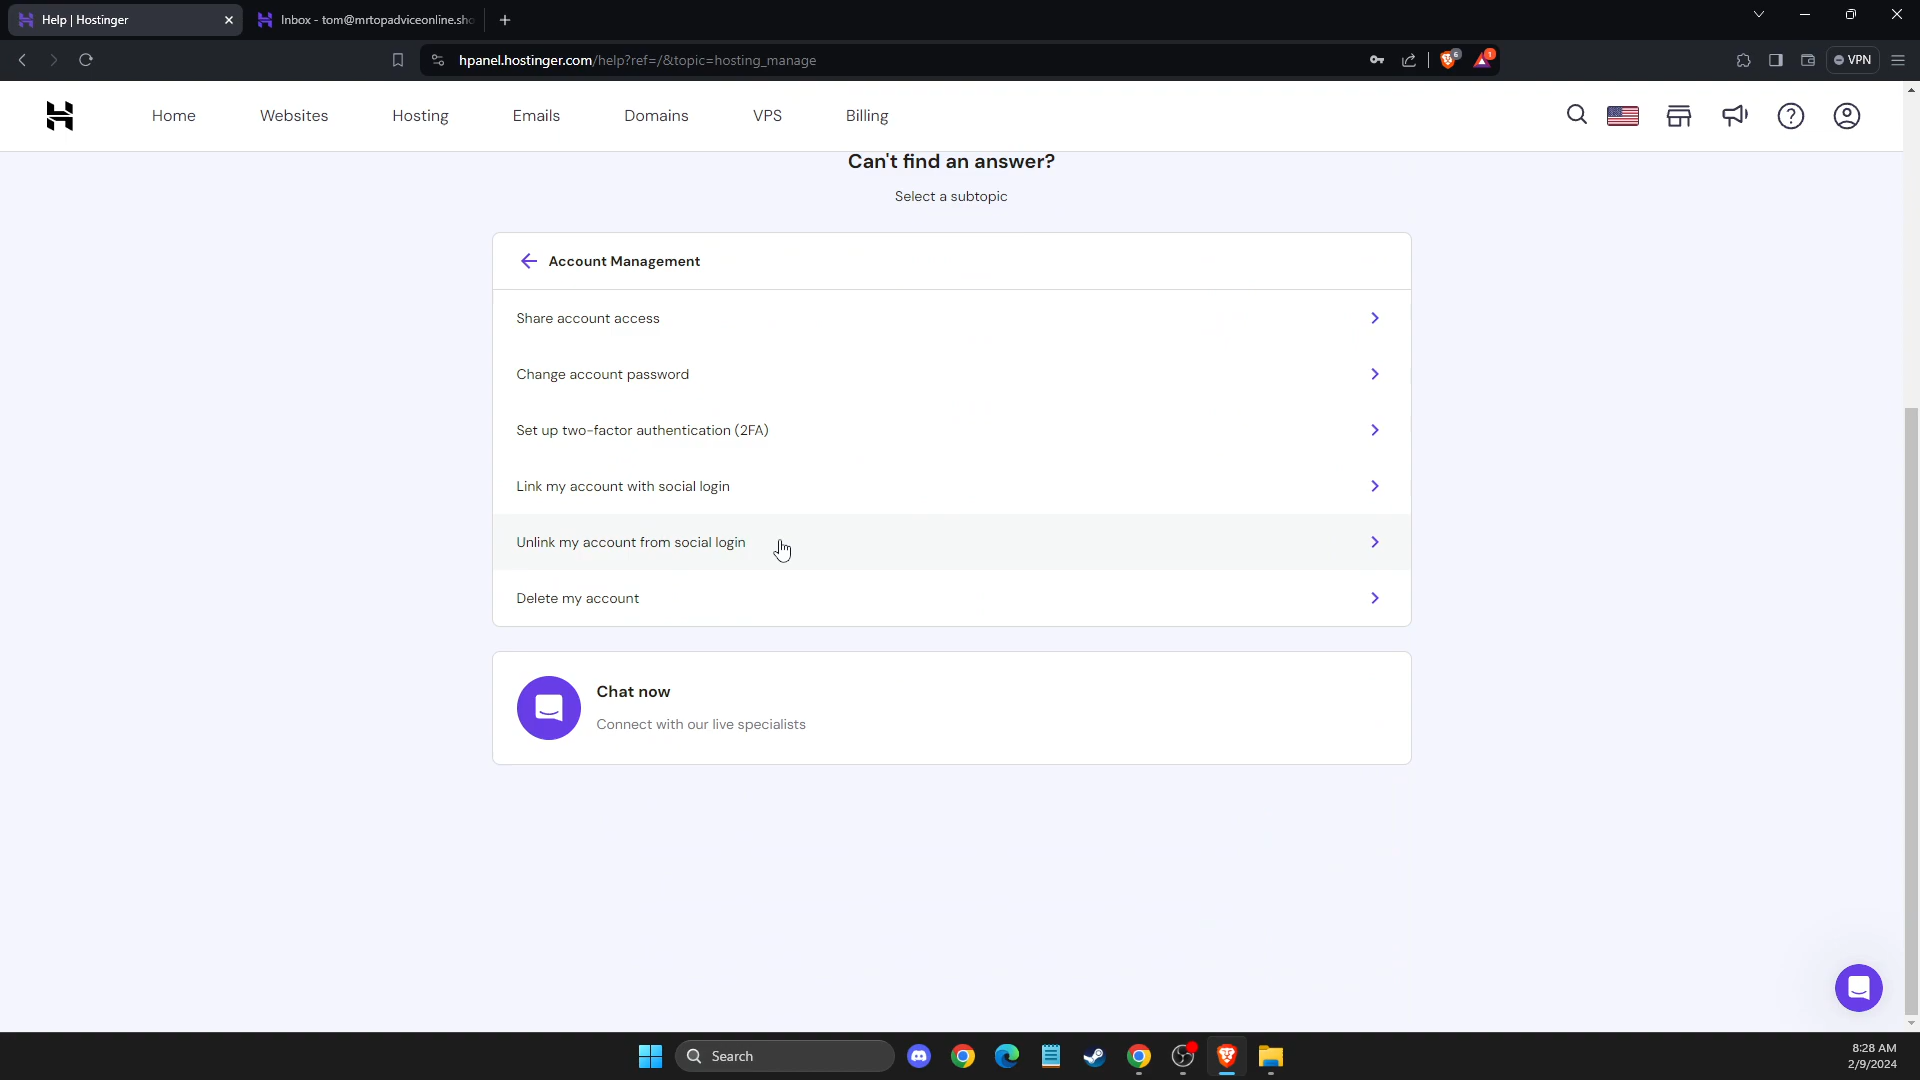 Help | Hostinger
Inbox - tom@mrtopadviceonline.sho
hpanel.hostinger.com/help?ref=/&topic=hosting_manage
6
1
VPN
Home
Websites
Hosting
Emails
Domains
VPS
Billing
Can't find an answer?
Select a subtopic
Account Management
Share account access
Change account password
Set up two-factor authentication (2FA)
Link my account with social login
Unlink my account from social login
Delete my account
Chat now
Connect with our live specialists
Search
8:28 AM
2/9/2024